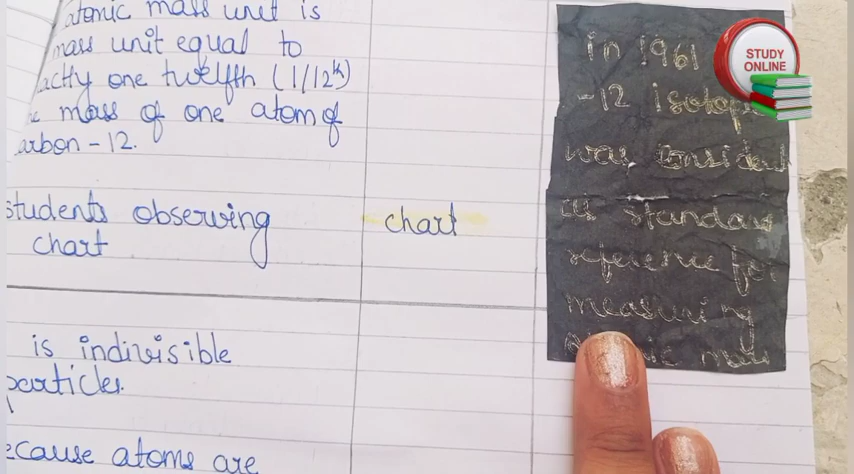 atomic mass unit is
mass unit equal to
actly one twelfth (1/12th)
mass of one atom of
arbon-12.
students observing
chart
is indivisible
particles.
ecause atoms are
chart
in 1961
-12 isotope
was considered
as standard
reference for
measuring
mass
STUDY
ONLINE